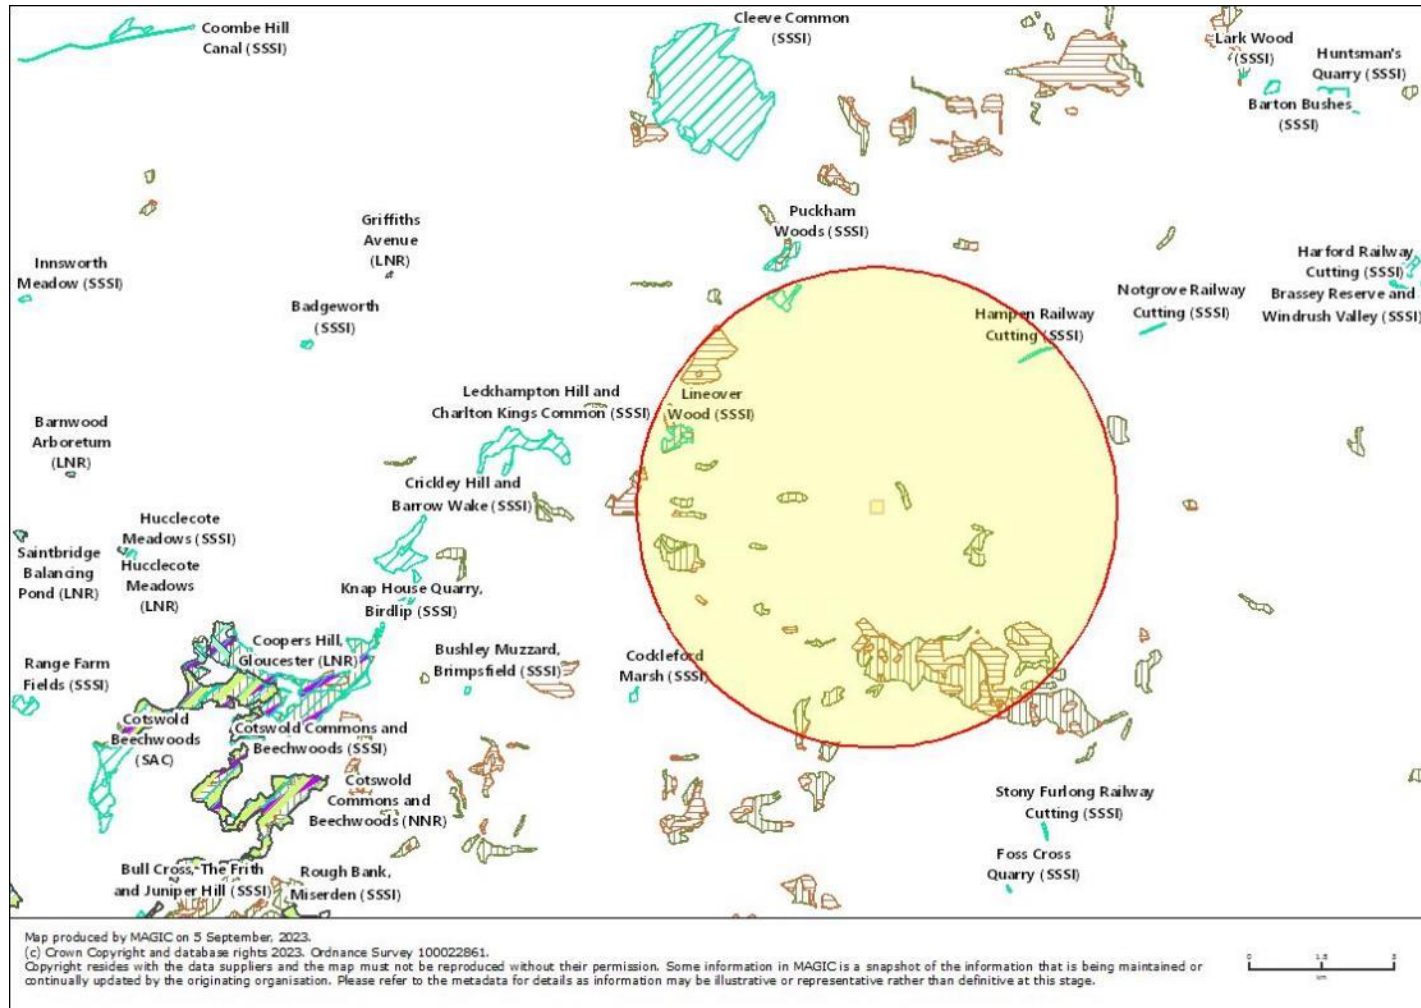 Coombe Hill
Canal (SSSI)
Cleeve Common
(SSSI)
Lark Wood
(SSSI)
Huntsman's
Quarry (SSSI)
Barton Bushes
(SSSI)
Griffiths
Avenue
(LNR)
Puckham
Woods (SSSI)
Innsworth
Meadow (SSSI)
Badgeworth
(SSSI)
Hampen Railway
Cutting (SSSI)
Notgrove Railway
Cutting (SSSI)
Harford Railway
Cutting (SSSI)
Brassey Reserve and
Windrush Valley (SSSI)
Leckhampton Hill and
Charlton Kings Common (SSSI)
Lineover
Wood (SSSI)
Barnwood
Arboretum
(LNR)
Crickley Hill and
Barrow Wake (SSSI)
Hucclecote
Meadows (SSSI)
Saintbridge
Balancing
Pond (LNR)
Hucclecote
Meadows
(LNR)
Knap House Quarry,
Birdlip (SSSI)
Coopers Hill,
Gloucester (LNR)
Bushley Muzzard,
Brimpsfield (SSSI)
Cockleford
Marsh (SSSI)
Range Farm
Fields (SSSI)
Cotswold
Beechwoods
(SAC)
Cotswold Commons and
Beechwoods (SSSI)
Cotswold
Commons and
Beechwoods (NNR)
Stony Furlong Railway
Cutting (SSSI)
Foss Cross
Quarry (SSSI)
Bull Cross, The Frith
and Juniper Hill (SSSI)
Rough Bank,
Miserden (SSSI)
Map produced by MAGIC on 5 September, 2023.
(c) Crown Copyright and database rights 2023. Ordnance Survey 100022861.
Copyright resides with the data suppliers and the map must not be reproduced without their permission. Some information in MAGIC is a snapshot of the information that is being maintained or
continually updated by the originating organisation. Please refer to the metadata for details as information may be illustrative or representative rather than definitive at this stage.
0 1.5 3
km